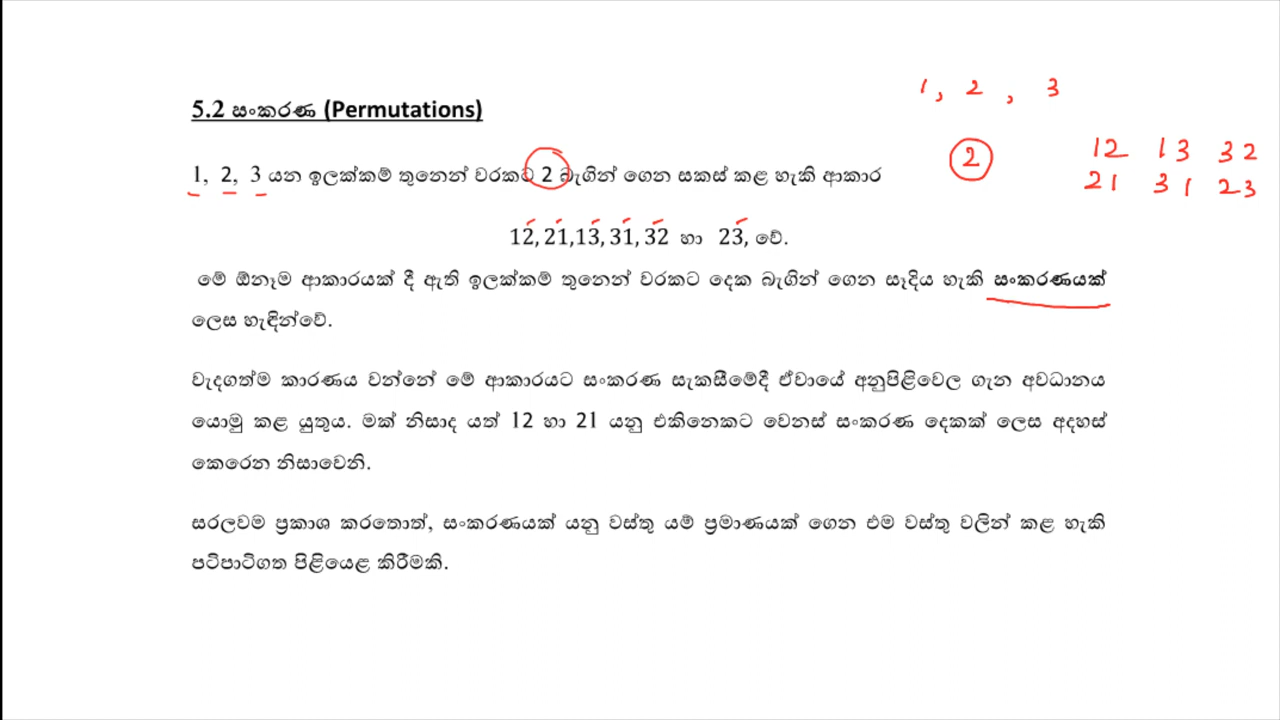 1, 2, 3
5.2 සංකරණ (Permutations)
2
12 13 32
21 31 23
1, 2, 3 යන ඉලක්කම් තුනෙන් වරකට 2 බැගින් ගෙන සකස් කළ හැකි ආකාර
12, 21,13, 31, 32 හා 23, වේ.
මේ ඕනෑම ආකාරයක් දී ඇති ඉලක්කම් තුනෙන් වරකට දෙක බැගින් ගෙන සෑදිය හැකි සංකරණයක්
ලෙස හැඳින්වේ.
වැදගත්ම කාරණය වන්නේ මේ ආකාරයට සංකරණ සැකසීමේදී ඒවායේ අනුපිළිවෙල ගැන අවධානය
යොමු කළ යුතුය. මක් නිසාද යත් 12 හා 21 යනු එකිනෙකට වෙනස් සංකරණ දෙකක් ලෙස අදහස්
කෙරෙන නිසාවෙනි.
සරලවම ප්‍රකාශ කරතොත්, සංකරණයක් යනු වස්තු යම් ප්‍රමාණයක් ගෙන එම වස්තු වලින් කළ හැකි
පටිපාටිගත පිළියෙළ කිරීමකි.